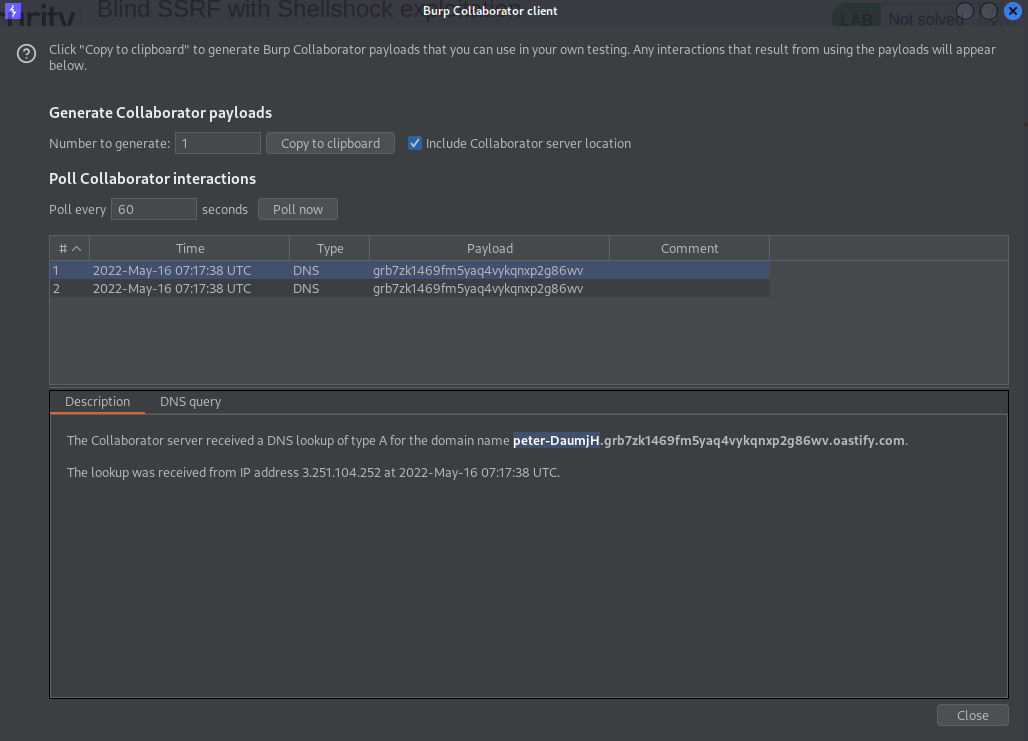 Blind SSRF with Shellshock exploitation
Burp Collaborator client
LAB Not solved
Click "Copy to clipboard" to generate Burp Collaborator payloads that you can use in your own testing. Any interactions that result from using the payloads will appear
below.
Generate Collaborator payloads
Number to generate: 1 Copy to clipboard Include Collaborator server location
Poll Collaborator interactions
Poll every 60 seconds Poll now
# Time Type Payload Comment
1 2022-May-16 07:17:38 UTC DNS grb7zk1469fm5yaq4vykqnxp2g86wv
2 2022-May-16 07:17:38 UTC DNS grb7zk1469fm5yaq4vykqnxp2g86wv
Description DNS query
The Collaborator server received a DNS lookup of type A for the domain name peter-DaumjH.grb7zk1469fm5yaq4vykqnxp2g86wv.oastify.com.
The lookup was received from IP address 3.251.104.252 at 2022-May-16 07:17:38 UTC.
Close